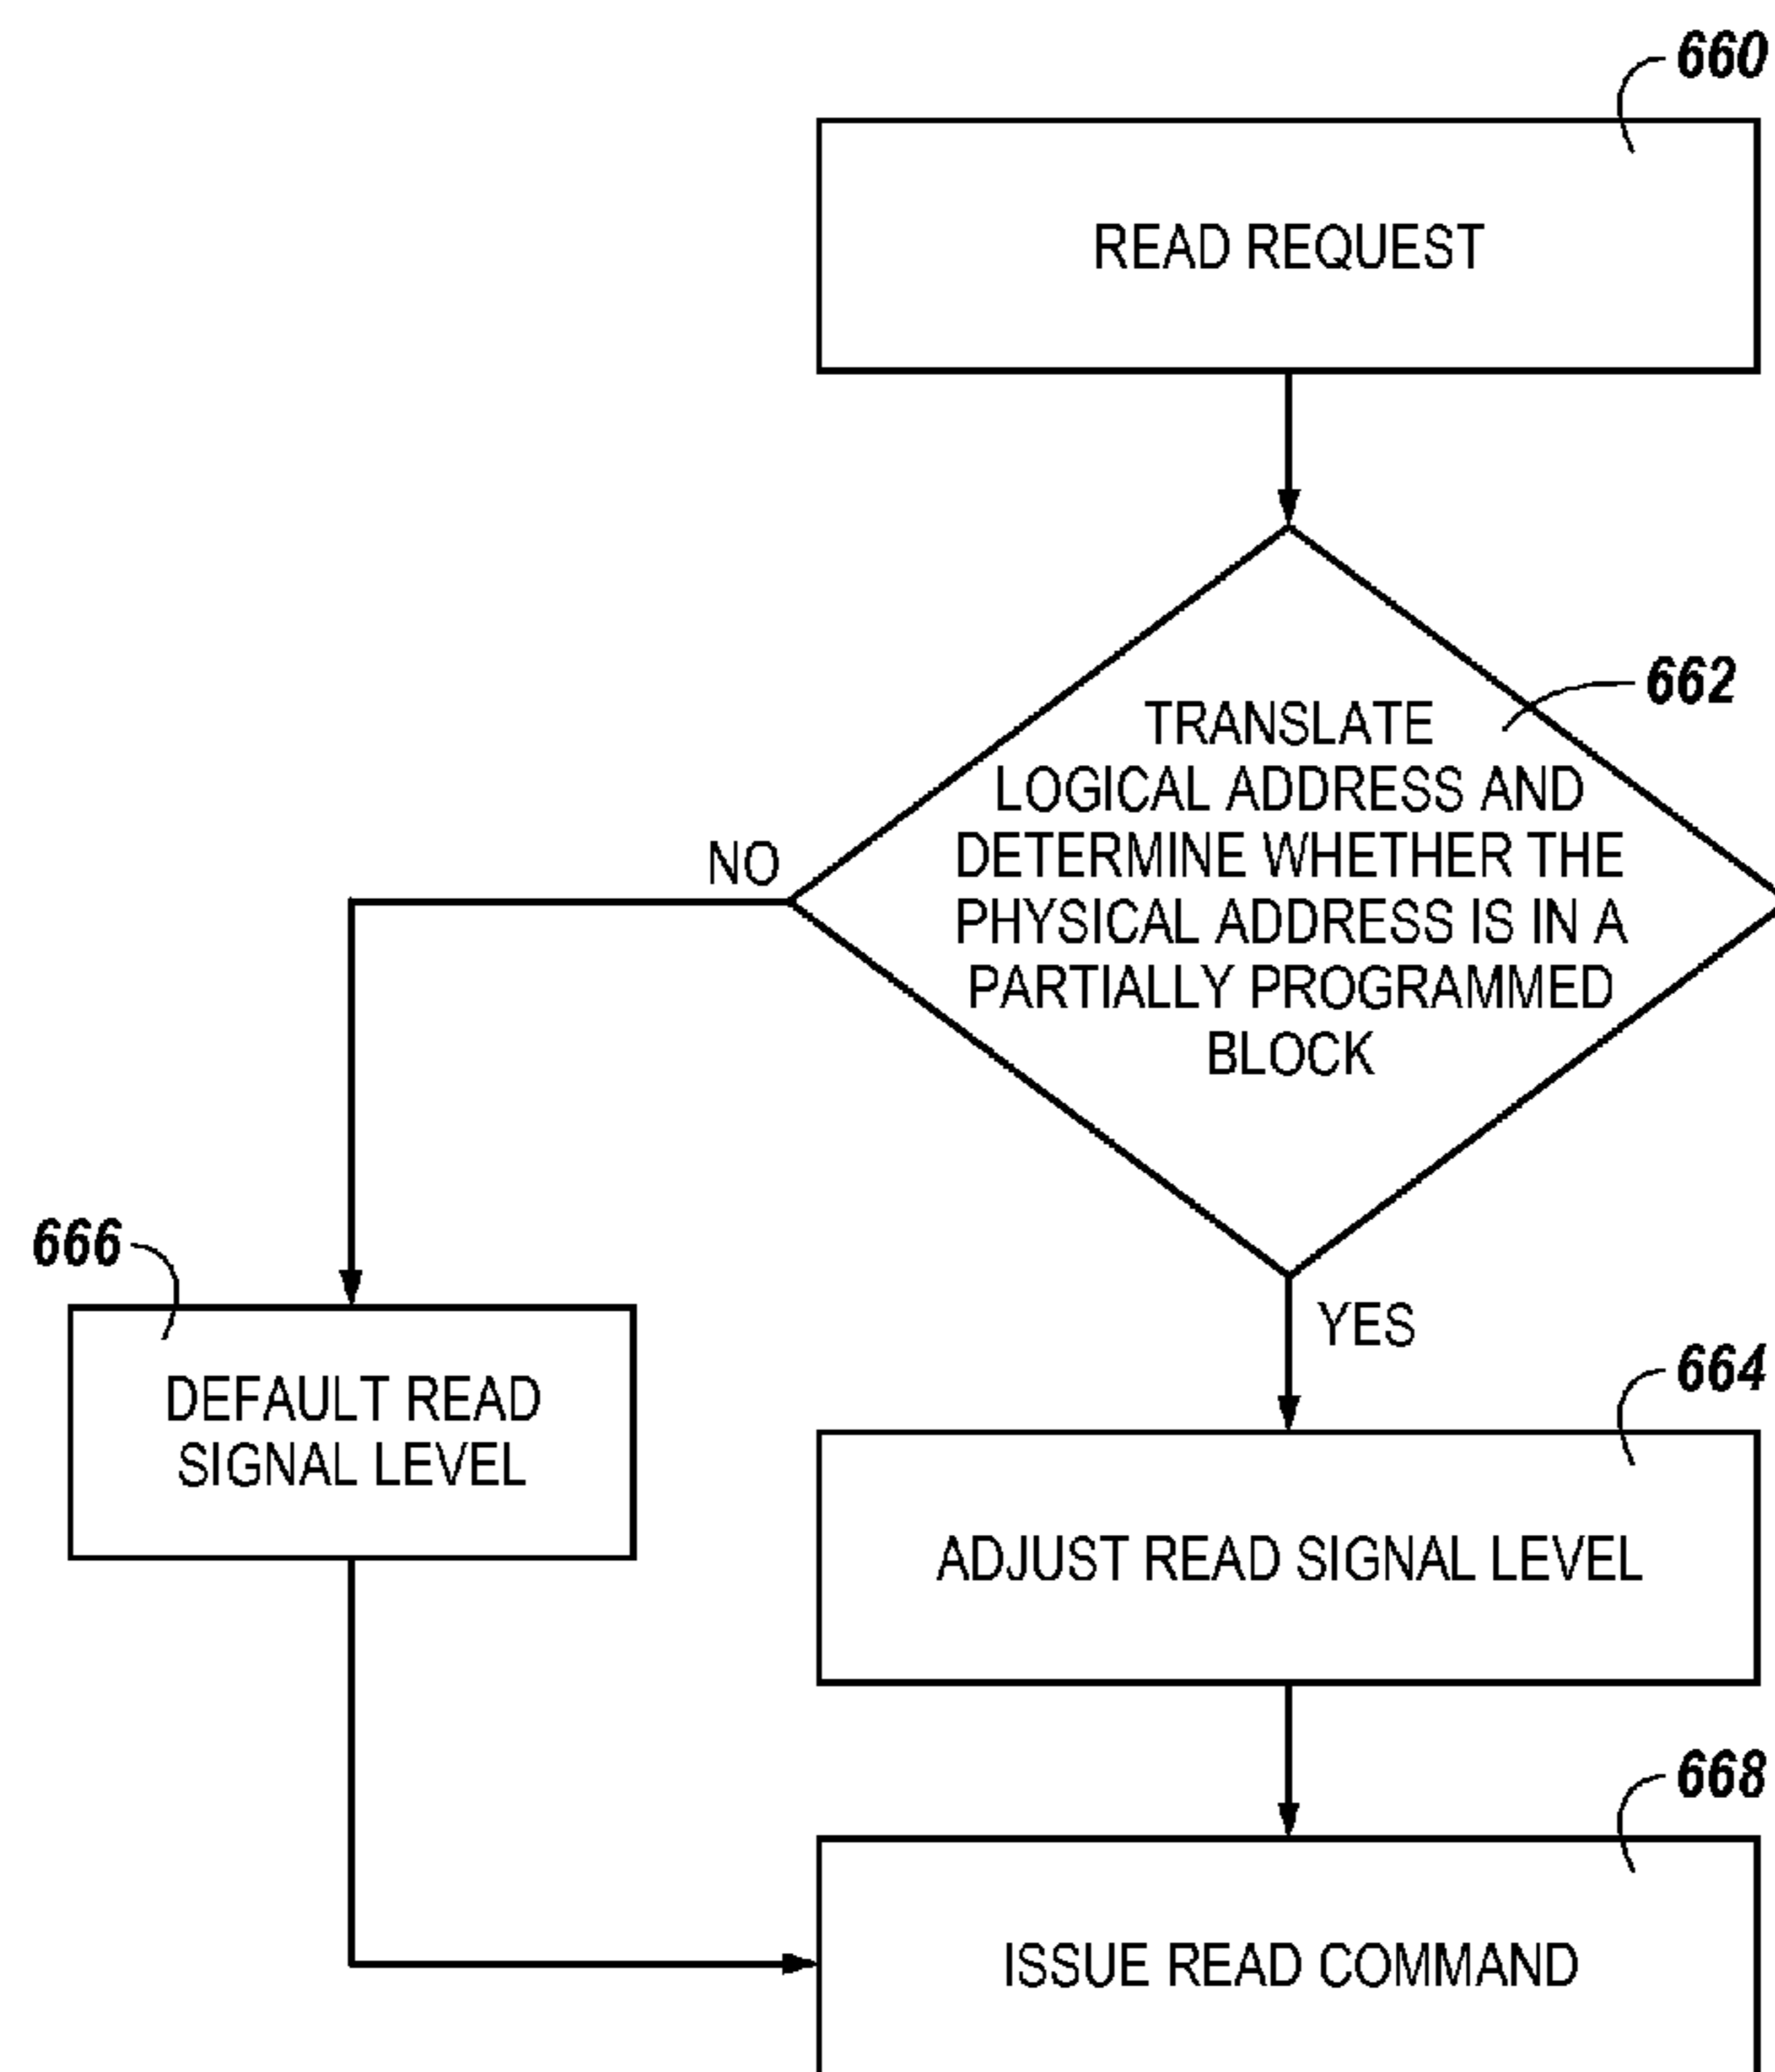 660
READ REQUEST
662
TRANSLATE
LOGICAL ADDRESS AND
DETERMINE WHETHER THE
PHYSICAL ADDRESS IS IN A
PARTIALLY PROGRAMMED
BLOCK
NO
YES
666
DEFAULT READ
SIGNAL LEVEL
664
ADJUST READ SIGNAL LEVEL
668
ISSUE READ COMMAND